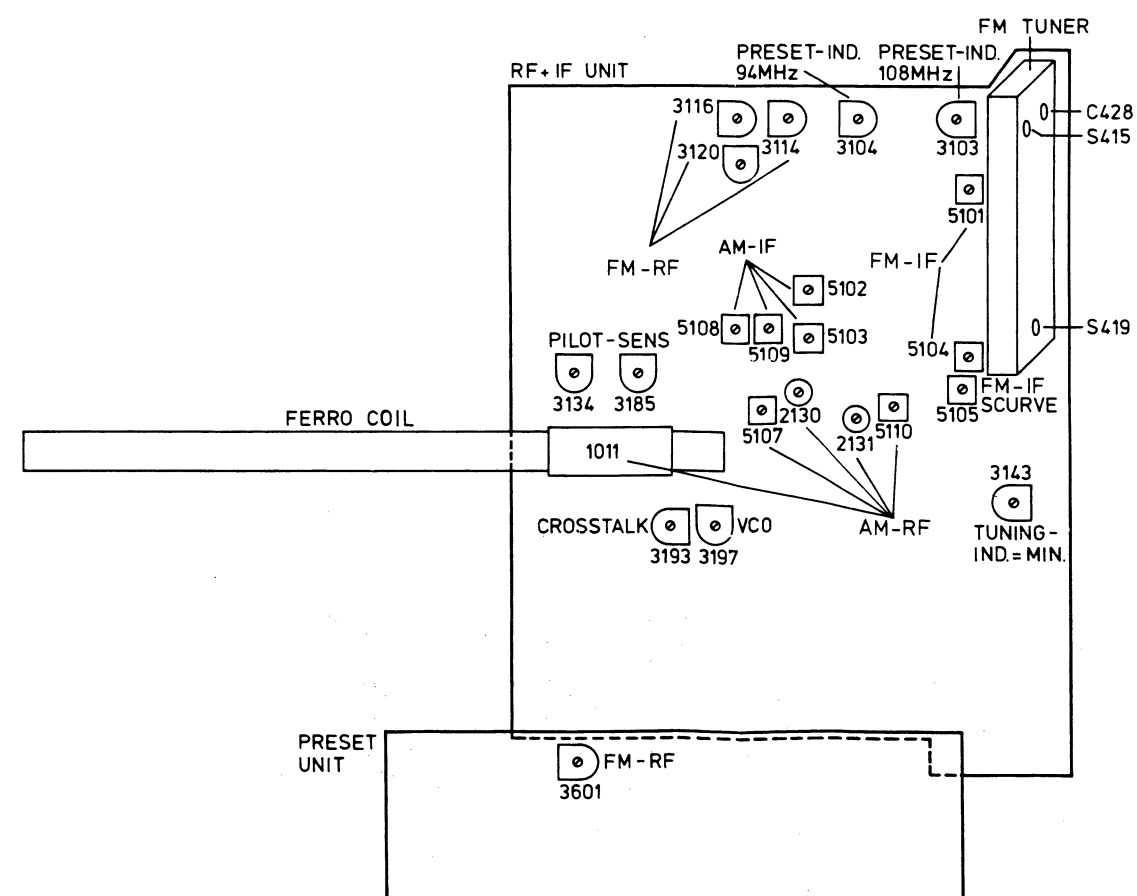 FM TUNER
PRESET-IND.
94MHz
PRESET-IND.
108MHz
RF+IF UNIT
3116
3114
3104
3103
C428
S415
3120
5101
FM-RF
AM-IF
FM-IF
5102
5108
5109
5103
S419
5104
PILOT-SENS
3134
3185
5105
FM-IF
SCURVE
FERRO COIL
5107
2130
2131
5110
1011
3143
CROSSTALK
VCO
3193
3197
AM-RF
TUNING-
IND.=MIN.
PRESET
UNIT
FM-RF
3601